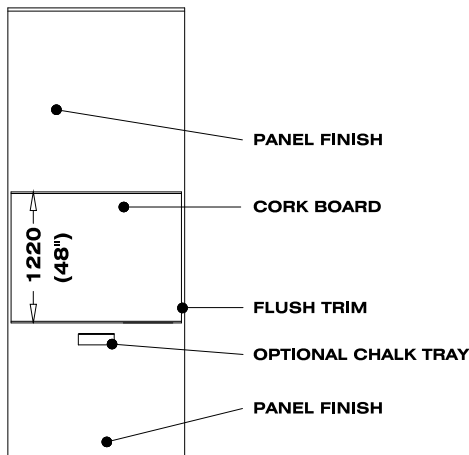 PANEL FINISH
CORK BOARD
1220
(48")
FLUSH TRIM
OPTIONAL CHALK TRAY
PANEL FINISH